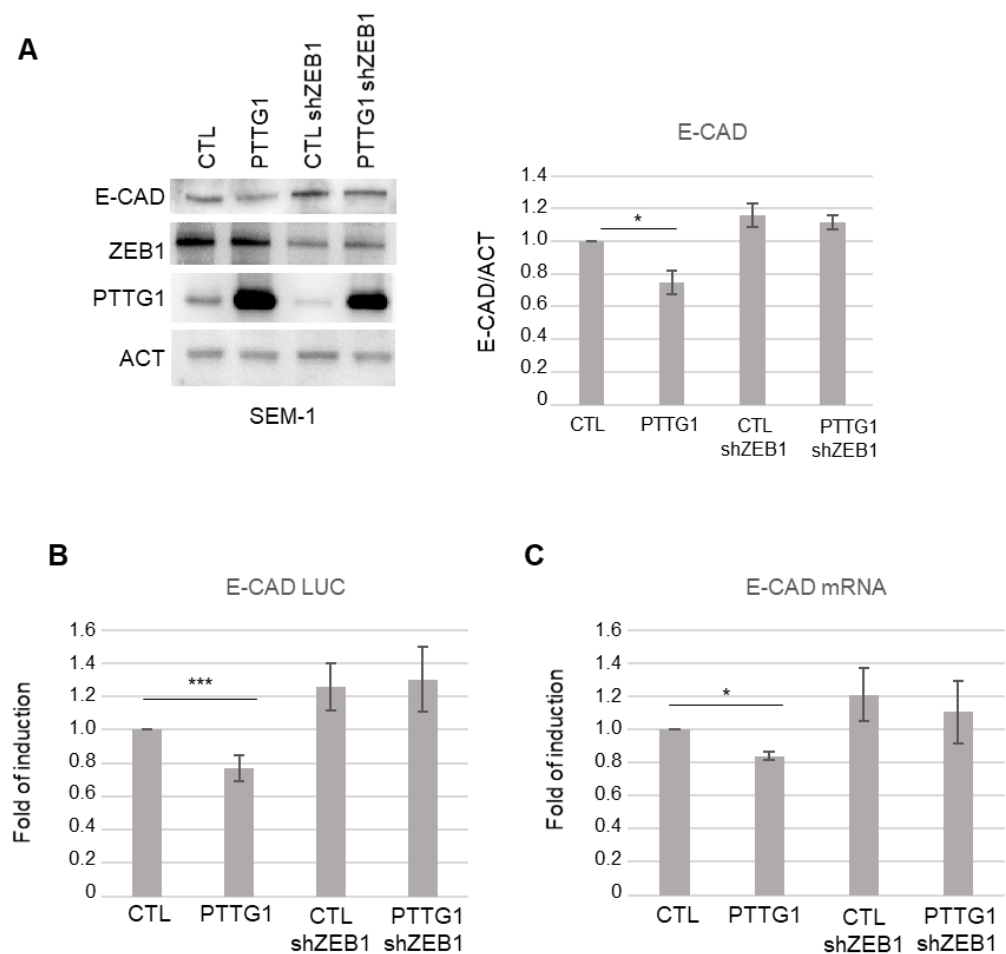 A
CTL
PTTG1
CTL shZEB1
PTTG1 shZEB1
E-CAD
ZEB1
PTTG1
ACT
SEM-1
E-CAD
E-CAD/ACT
1.4
1.2
1.0
0.8
0.6
0.4
0.2
0
*
CTL
PTTG1
CTL
shZEB1
PTTG1
shZEB1
B
E-CAD LUC
Fold of induction
1.6
1.4
1.2
1.0
0.8
0.6
0.4
0.2
0
***
CTL
PTTG1
CTL
shZEB1
PTTG1
shZEB1
C
E-CAD mRNA
Fold of induction
1.6
1.4
1.2
1.0
0.8
0.6
0.4
0.2
0
*
CTL
PTTG1
CTL
shZEB1
PTTG1
shZEB1